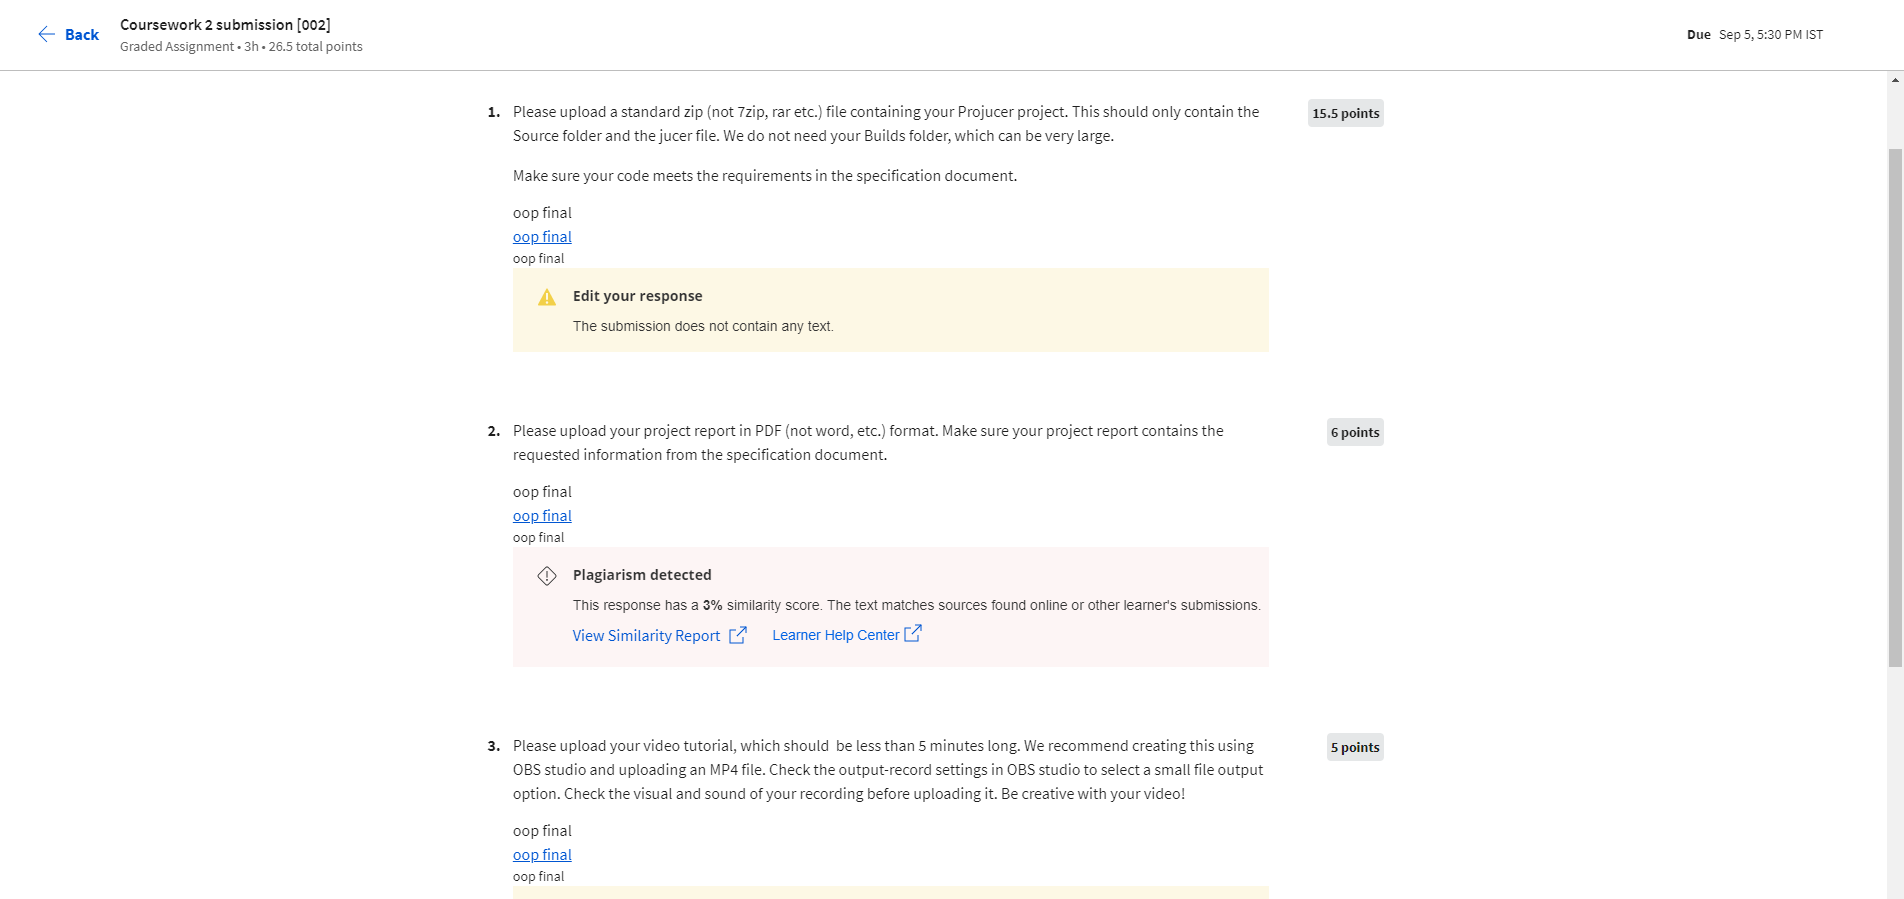 Back
Coursework 2 submission [002]
Graded Assignment • 3h • 26.5 total points
Due Sep 5, 5:30 PM IST
1. Please upload a standard zip (not 7zip, rar etc.) file containing your Projucer project. This should only contain the
15.5 points
Source folder and the jucer file. We do not need your Builds folder, which can be very large.
Make sure your code meets the requirements in the specification document.
oop final
oop final
oop final
Edit your response
The submission does not contain any text.
2. Please upload your project report in PDF (not word, etc.) format. Make sure your project report contains the
6 points
requested information from the specification document.
oop final
oop final
oop final
Plagiarism detected
This response has a 3% similarity score. The text matches sources found online or other learner's submissions.
View Similarity Report Learner Help Center
3. Please upload your video tutorial, which should be less than 5 minutes long. We recommend creating this using
5 points
OBS studio and uploading an MP4 file. Check the output-record settings in OBS studio to select a small file output
option. Check the visual and sound of your recording before uploading it. Be creative with your video!
oop final
oop final
oop final